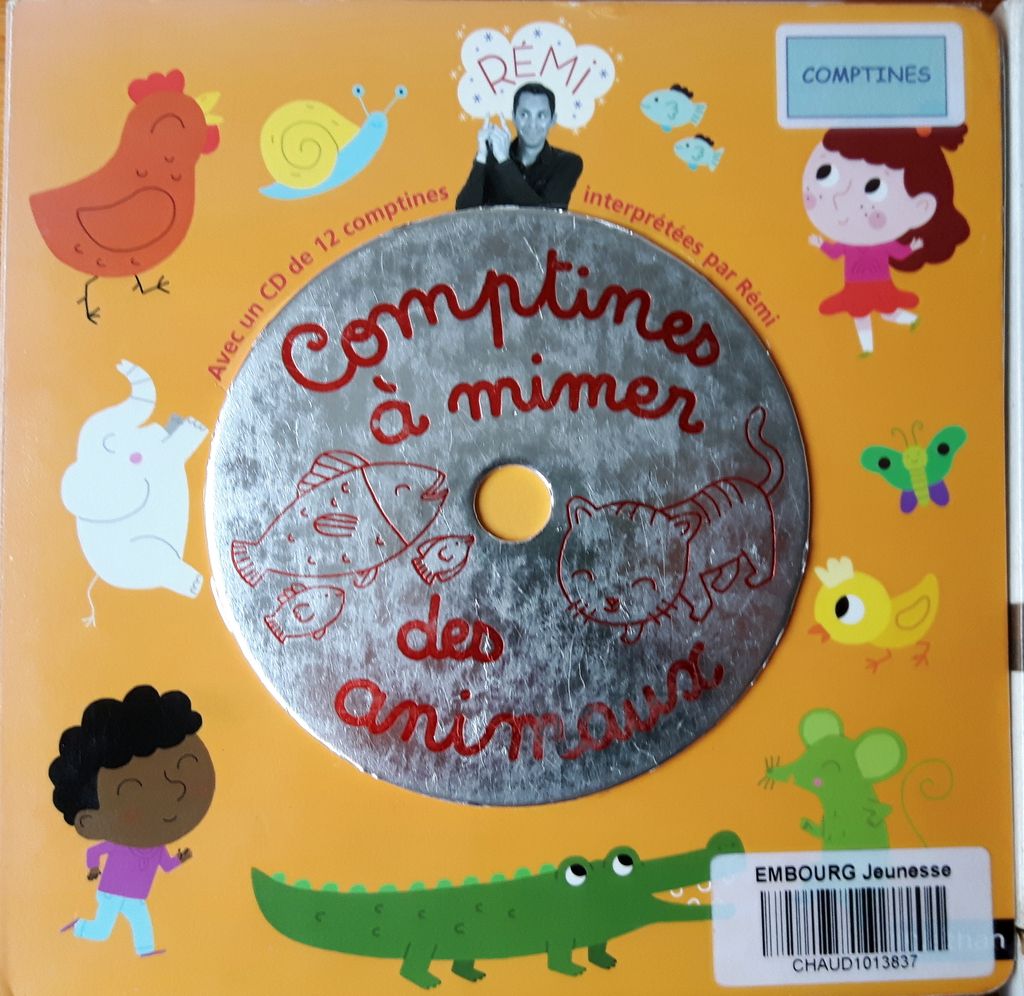 RÉMI
COMPTINES
Avec un CD de 12 comptines interprétées par Rémi
Comptines
à mimer
des
animaux
EMBOURG Jeunesse
CHAUD1013837